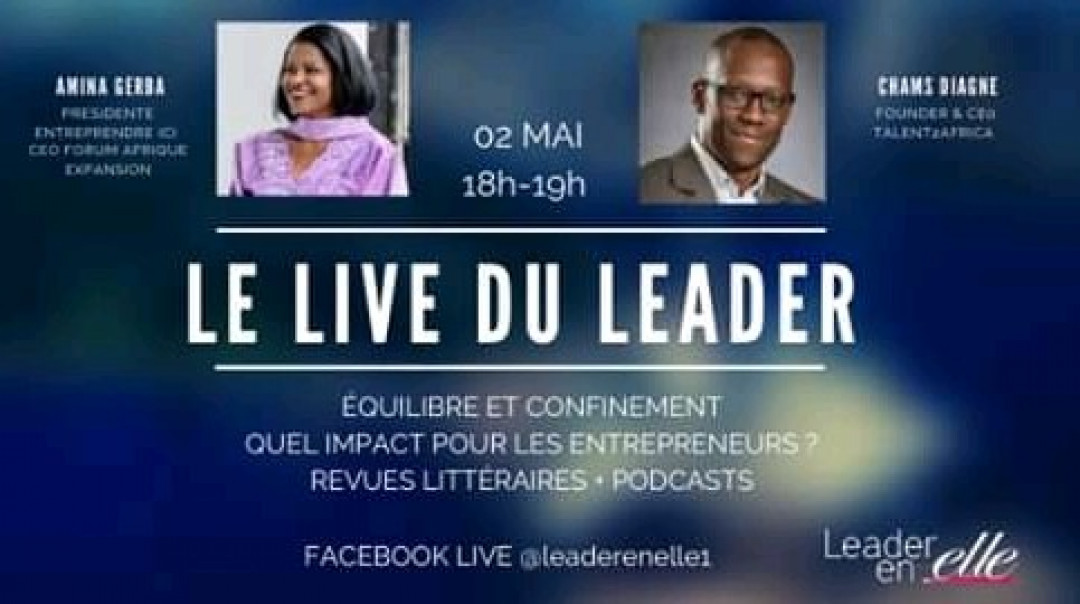 AMINA GERBA
PRESIDENTE
ENTREPRENDRE ICI
CEO FORUM AFRIQUE
EXPANSION
02 MAI
18h-19h
CHAMS DIAGNE
FOUNDER & CEO
TALENT2AFRICA
LE LIVE DU LEADER
ÉQUILIBRE ET CONFINEMENT
QUEL IMPACT POUR LES ENTREPRENEURS ?
REVUES LITTÉRAIRES + PODCASTS
FACEBOOK LIVE @leaderenelle1
Leader
en elle